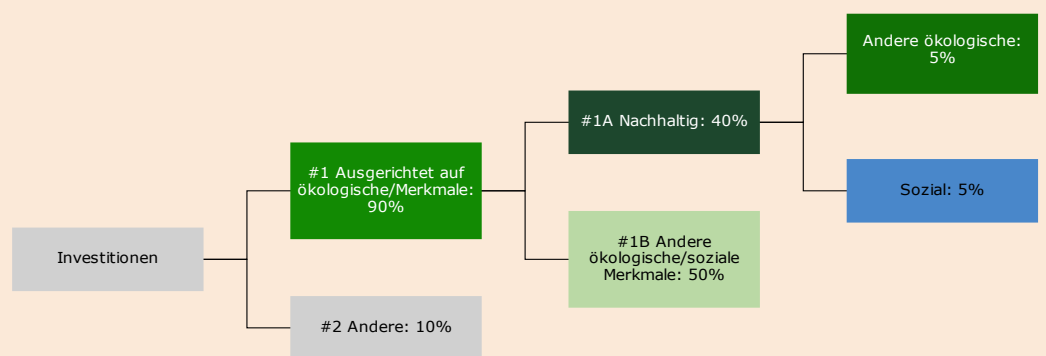 Investitionen
#1 Ausgerichtet auf
ökologische/Merkmale:
90%
#2 Andere: 10%
#1A Nachhaltig: 40%
#1B Andere
ökologische/soziale
Merkmale: 50%
Andere ökologische:
5%
Sozial: 5%